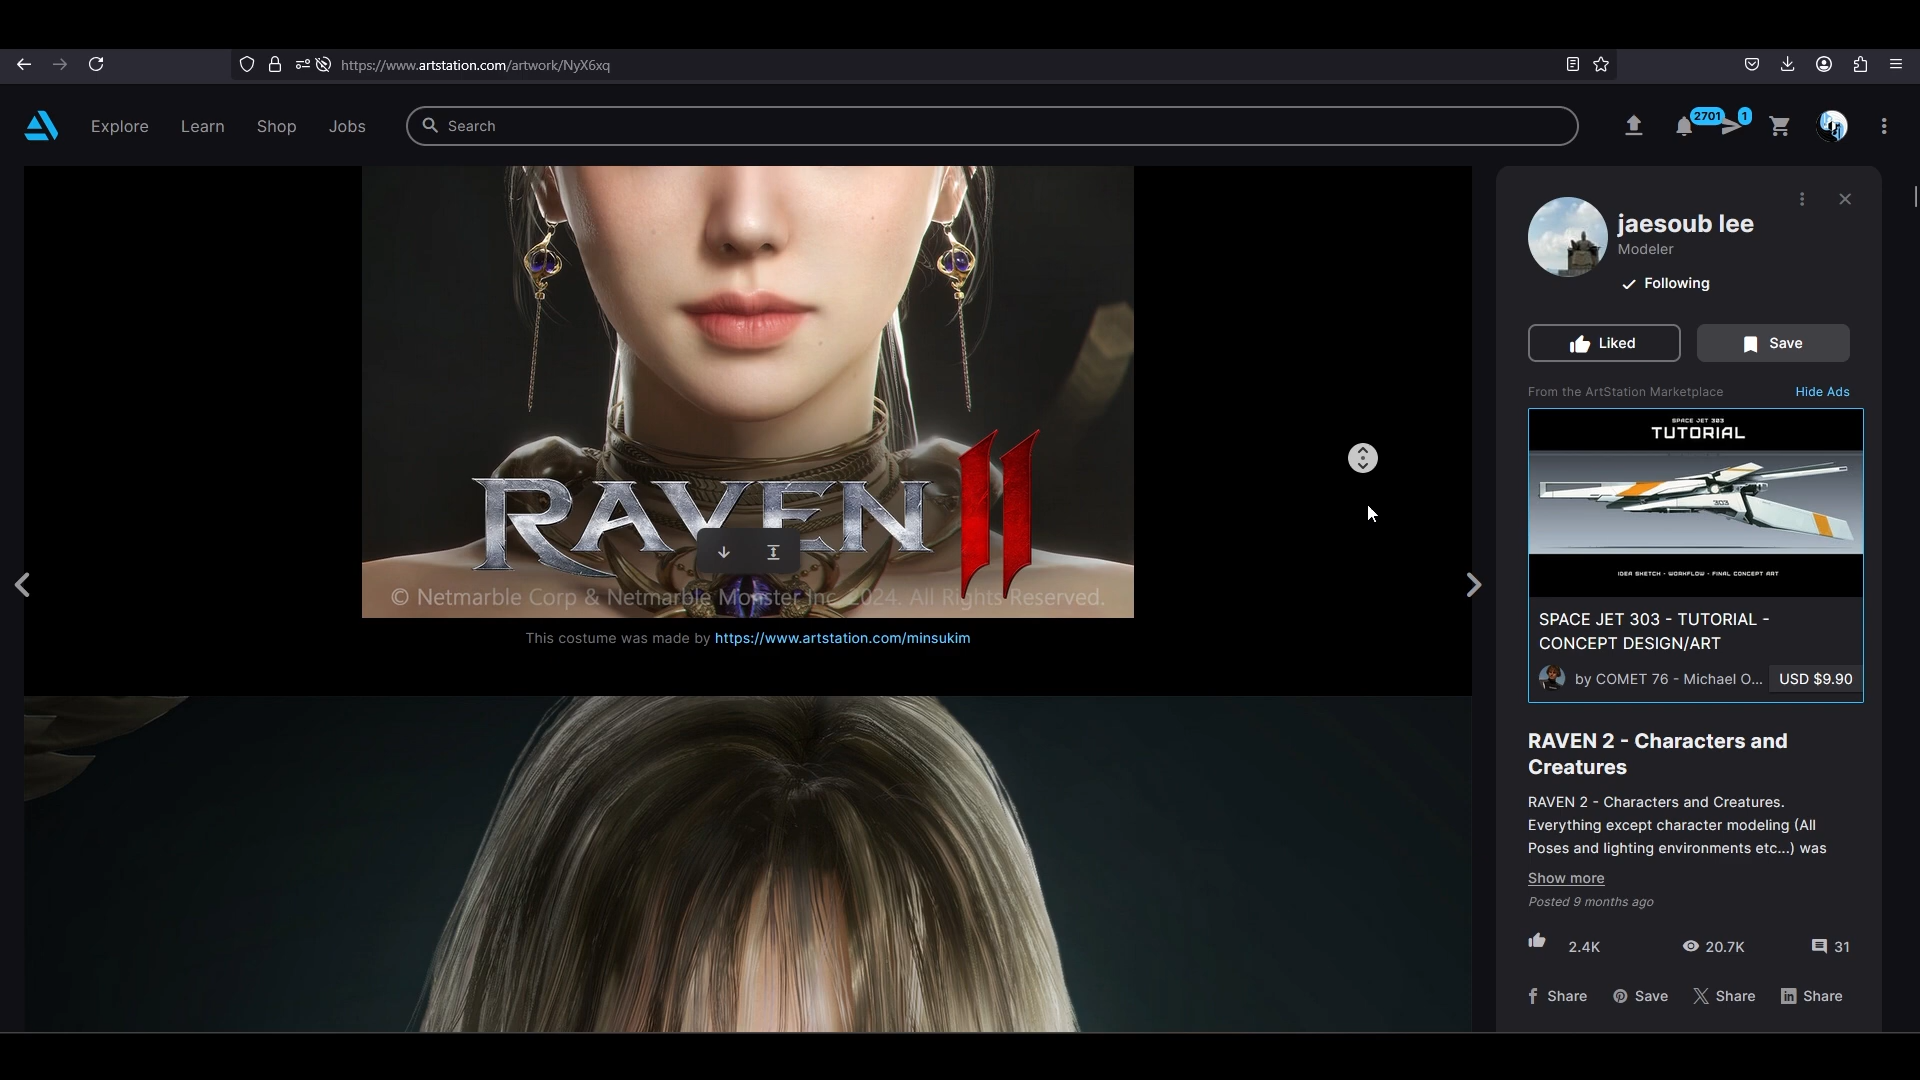 https://www.artstation.com/artwork/NyX6xq
Explore
Learn
Shop
Jobs
Search
2701
1
RAVEN II
© Netmarble Corp & Netmarble Monster Inc. 2024. All Rights Reserved.
This costume was made by https://www.artstation.com/minsukim
jaesoub lee
Modeler
Following
Liked
Save
From the ArtStation Marketplace
Hide Ads
SPACE JET 303
TUTORIAL
303
IDEA SKETCH - WORKFLOW - FINAL CONCEPT ART
SPACE JET 303 - TUTORIAL -
CONCEPT DESIGN/ART
by COMET 76 - Michael O...
USD $9.90
RAVEN 2 - Characters and
Creatures
RAVEN 2 - Characters and Creatures.
Everything except character modeling (All
Poses and lighting environments etc...) was
Show more
Posted 9 months ago
2.4K
20.7K
31
Share
Save
Share
Share